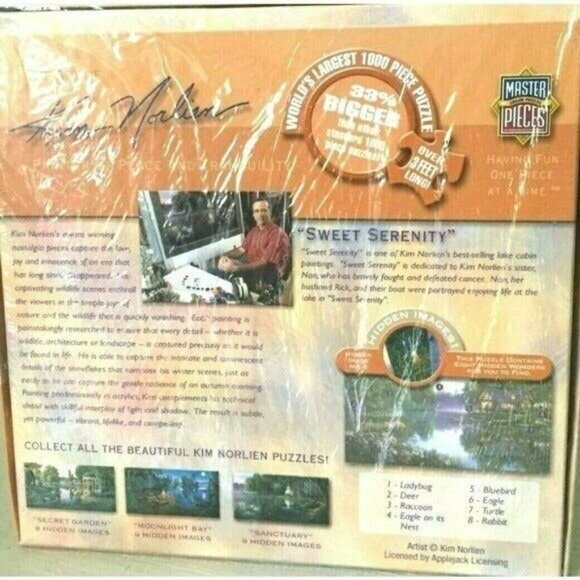 Kim Norlien
WORLD'S LARGEST 1000 PIECE PUZZLE
33%
BIGGER
than other
standard 1000
piece puzzles!
OVER
3 FEET
LONG!
MASTER
PIECES
HAVING FUN
ONE PIECE
AT A TIME ™
PEACE AND TRANQUILITY
Kim Norlien's award winning
nostalgia pieces capture the love,
joy and innocence of an era that
has long since disappeared. His
captivating wildlife scenes enthrall
the viewers in the simple joys of
nature and the wildlife that is quickly vanishing. Each painting is
painstakingly researched to ensure that every detail -- whether it is
wildlife, architecture or landscape -- is captured precisely as it would
be found in life. He is able to capture the intricate and luminescent
details of the snowflakes that compose his winter scenes, just as
easily as he can capture the gentle radiance of an autumn morning.
Painting predominantly in acrylics, Kim complements his technical
detail with skillful interplay of light and shadow. The result is subtle,
yet powerful -- vibrant, lifelike, and compelling
"SWEET SERENITY"
"Sweet Serenity" is one of Kim Norlien's best-selling lake cabin
paintings. "Sweet Serenity" is dedicated to Kim Norlien's sister,
Nan, who has bravely fought and defeated cancer. Nan, her
husband Rick, and their boat were portrayed enjoying life at the
lake in "Sweet Serenity".
HIDDEN IMAGES!
HIDDEN
IMAGE
THIS PUZZLE CONTAINS
EIGHT HIDDEN WONDERS
FOR YOU TO FIND.
COLLECT ALL THE BEAUTIFUL KIM NORLIEN PUZZLES!
"SECRET GARDEN"
8 HIDDEN IMAGES
"MOONLIGHT BAY"
9 HIDDEN IMAGES
"SANCTUARY"
9 HIDDEN IMAGES
1 - Ladybug
2 - Deer
3 - Raccoon
4 - Eagle on its
Nest
5 - Bluebird
6 - Eagle
7 - Turtle
8 - Rabbit
Artist © Kim Norlien
Licensed by Applejack Licensing